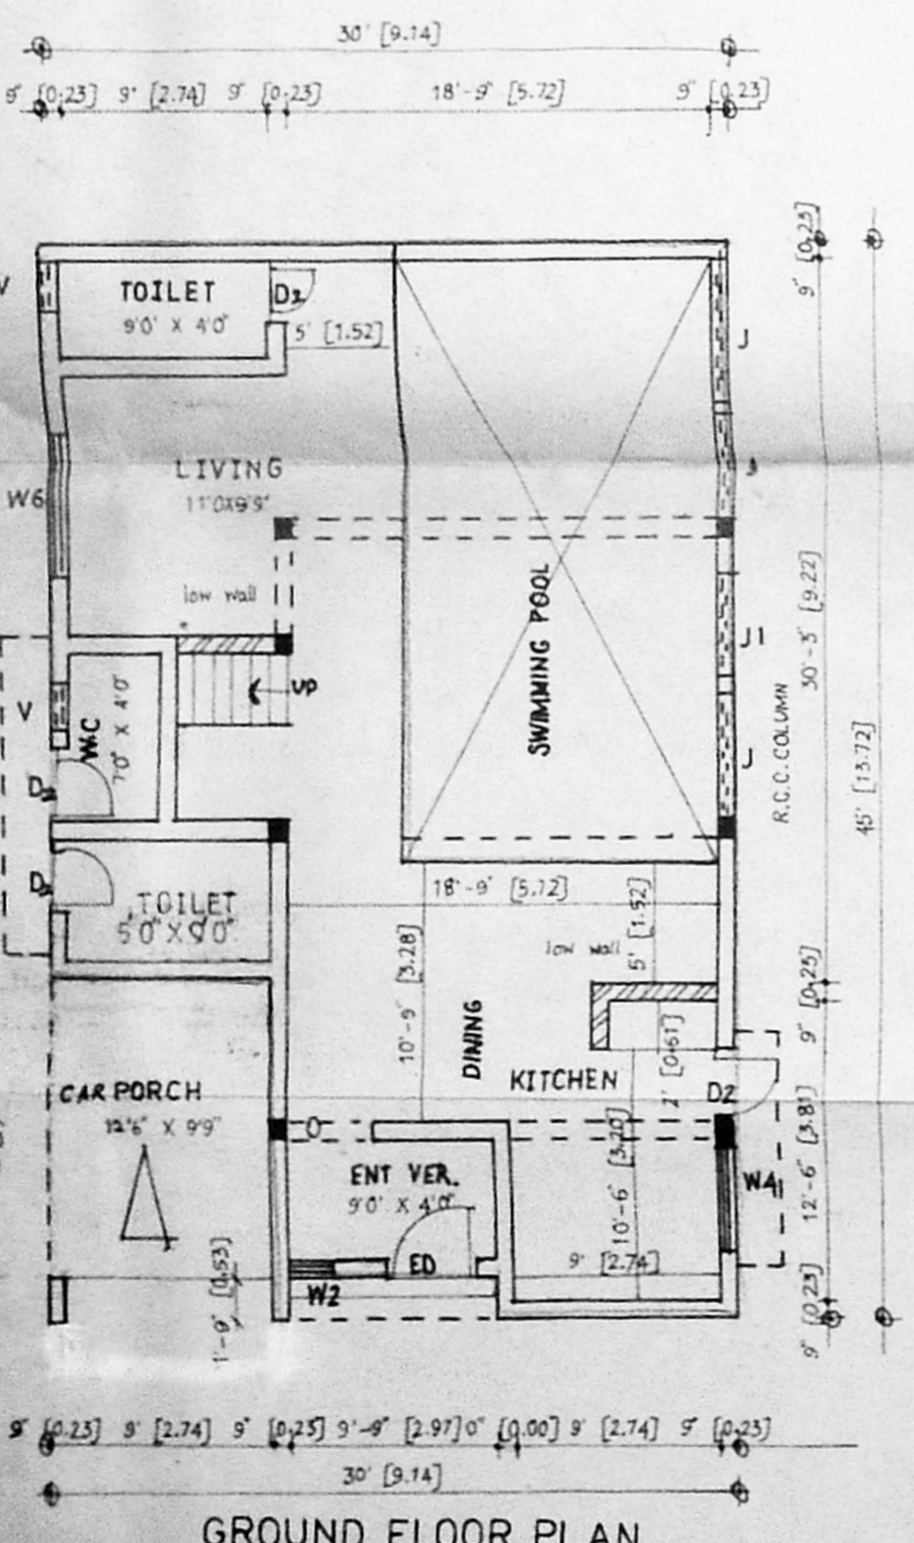 30' [9.14]
9" [0.23] 9' [2.74] 9" [0.23] 18'-9" [5.72] 9" [0.23]
9" [0.23]
V
TOILET
9'0" X 4'0"
D2
5' [1.52]
J
LIVING
11'0X9'9"
W6
J
low wall
UP
SWIMMING POOL
J1
30'-3" [9.22]
V
W.C
7'0" X 4'0"
D2
J
R.C.C. COLUMN
45' [13.72]
D2
TOILET
5'0" X 9'0"
18'-9" [5.72]
low wall
5' [1.52]
10'-9" [3.28]
DINING
9" [0.25]
2' [0.61]
KITCHEN
D2
CAR PORCH
12'6" X 9'9"
O
ENT VER.
9'0" X 4'0"
10'-6" [3.20]
W4
12'-6" [3.81]
ED
9' [2.74]
W2
1'-9" [0.53]
9" [0.23]
9" [0.23] 9' [2.74] 9" [0.25] 9'-9" [2.97] 0" [0.00] 9' [2.74] 9" [0.23]
30' [9.14]
GROUND FLOOR PLAN